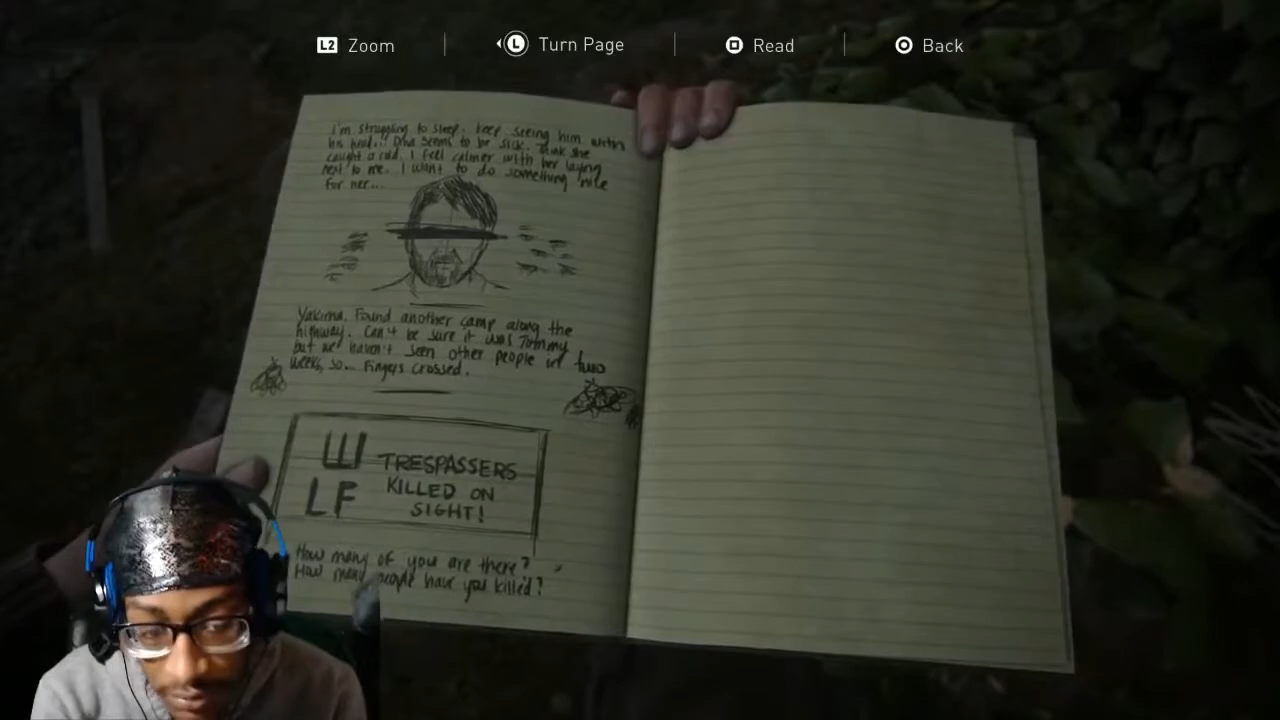 L2 Zoom
L Turn Page
Read
Back
i'm struggling to sleep. Keep seeing him with
his head... Dina seems to be sick. Think she
caught a cold. I feel calmer with her laying
next to me. I want to do something nice
for her...
Yakima. Found another camp along the
highway. Can't be sure it was Tommy
but we haven't seen other people in two
weeks, so... Fingers crossed.
W TRESPASSERS
LF KILLED ON
SIGHT!
How many of you are there?
How many people have you killed?